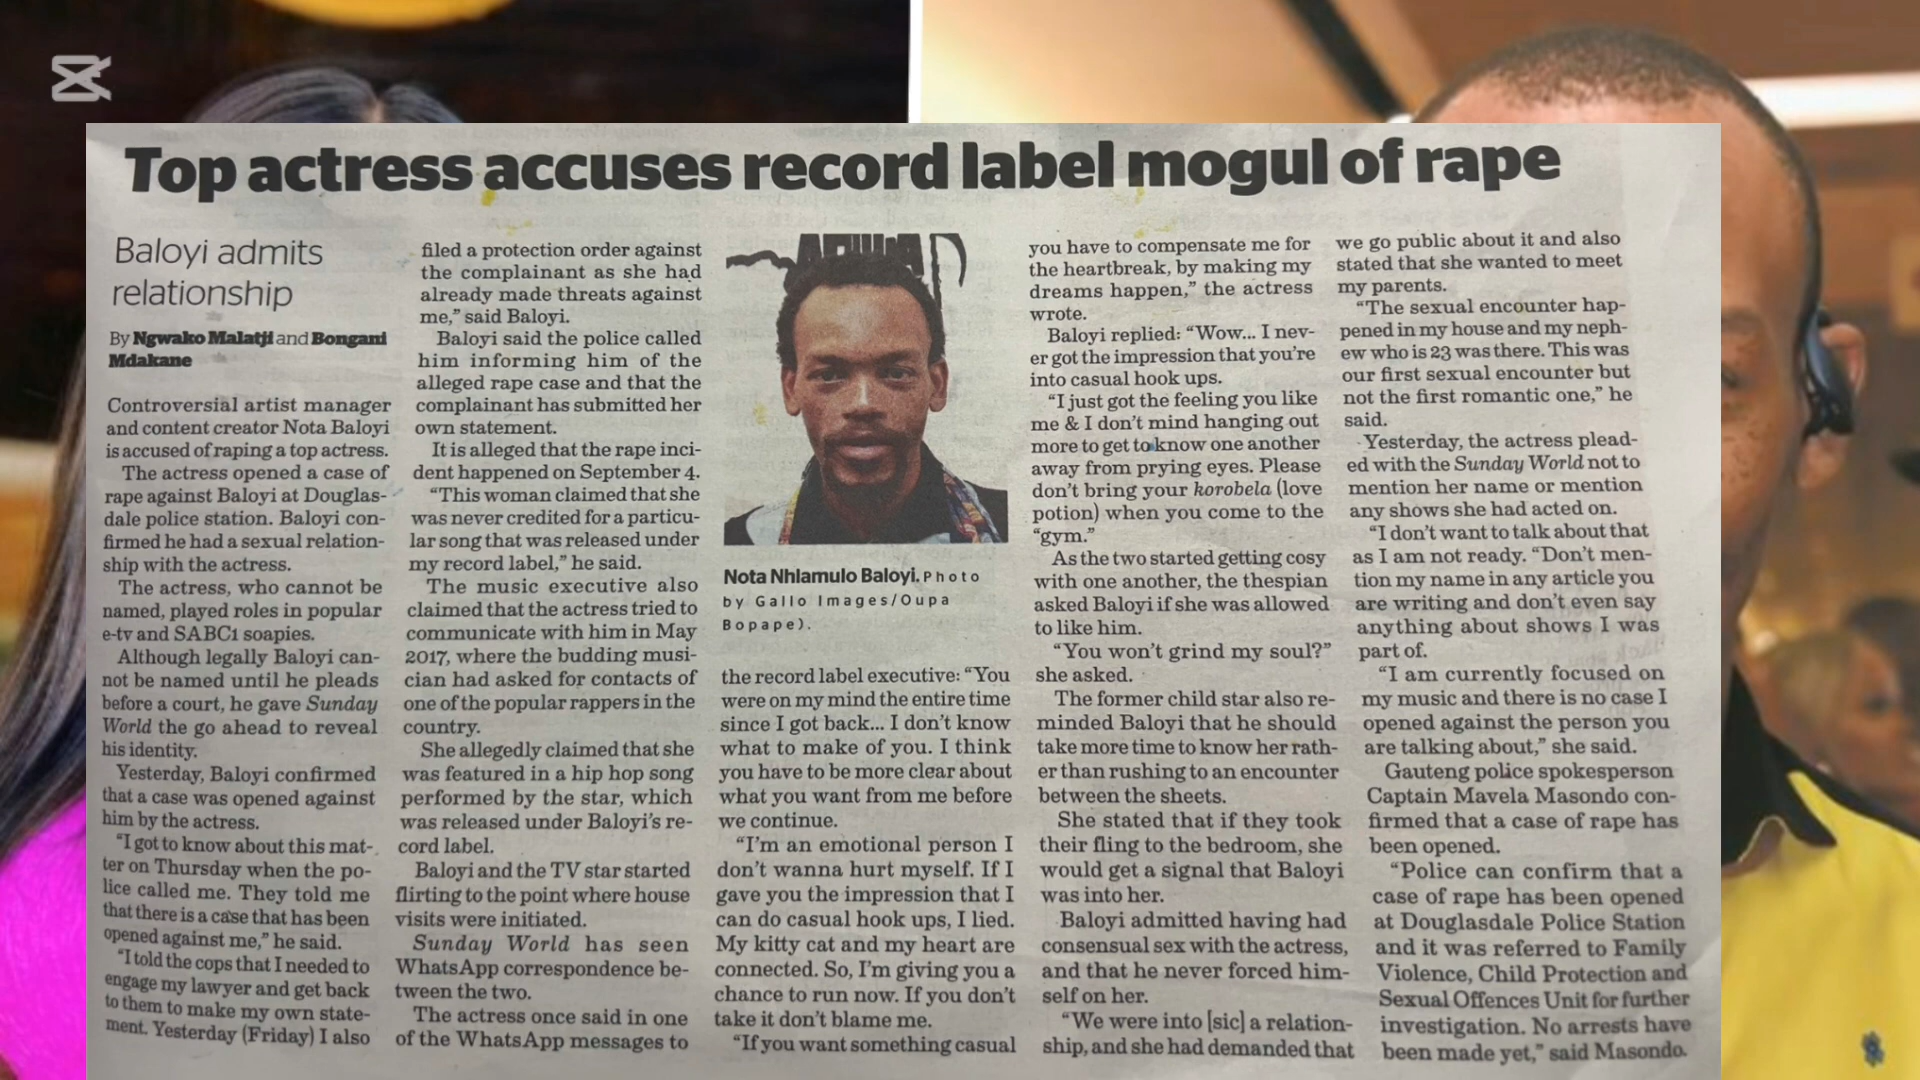 Top actress accuses record label mogul of rape
Baloyi admits
relationship
By Ngwako Malatji and Bongani
Mdakane
Controversial artist manager
and content creator Nota Baloyi
is accused of raping a top actress.
The actress opened a case of
rape against Baloyi at Douglas-
dale police station. Baloyi con-
firmed he had a sexual relation-
ship with the actress.
The actress, who cannot be
named, played roles in popular
e-tv and SABC1 soapies.
Although legally Baloyi can-
not be named until he pleads
before a court, he gave Sunday
World the go ahead to reveal
his identity.
Yesterday, Baloyi confirmed
that a case was opened against
him by the actress.
“I got to know about this mat-
ter on Thursday when the po-
lice called me. They told me
that there is a case that has been
opened against me,” he said.
“I told the cops that I needed to
engage my lawyer and get back
to them to make my own state-
ment. Yesterday (Friday) I also
filed a protection order against
the complainant as she had
already made threats against
me,” said Baloyi.
Baloyi said the police called
him informing him of the
alleged rape case and that the
complainant has submitted her
own statement.
It is alleged that the rape inci-
dent happened on September 4.
“This woman claimed that she
was never credited for a particu-
lar song that was released under
my record label,” he said.
The music executive also
claimed that the actress tried to
communicate with him in May
2017, where the budding musi-
cian had asked for contacts of
one of the popular rappers in the
country.
She allegedly claimed that she
was featured in a hip hop song
performed by the star, which
was released under Baloyi’s re-
cord label.
Baloyi and the TV star started
flirting to the point where house
visits were initiated.
Sunday World has seen
WhatsApp correspondence be-
tween the two.
The actress once said in one
of the WhatsApp messages to
Nota Nhlamulo Baloyi. Photo
by Gallo Images/Oupa
Bopape).
the record label executive: “You
were on my mind the entire time
since I got back... I don’t know
what to make of you. I think
you have to be more clear about
what you want from me before
we continue.
“I’m an emotional person I
don’t wanna hurt myself. If I
gave you the impression that I
can do casual hook ups, I lied.
My kitty cat and my heart are
connected. So, I’m giving you a
chance to run now. If you don’t
take it don’t blame me.
“If you want something casual
you have to compensate me for
the heartbreak, by making my
dreams happen,” the actress
wrote.
Baloyi replied: “Wow... I nev-
er got the impression that you’re
into casual hook ups.
“I just got the feeling you like
me & I don’t mind hanging out
more to get to know one another
away from prying eyes. Please
don’t bring your korobela (love
potion) when you come to the
“gym.”
As the two started getting cosy
with one another, the thespian
asked Baloyi if she was allowed
to like him.
“You won’t grind my soul?”
she asked.
The former child star also re-
minded Baloyi that he should
take more time to know her rath-
er than rushing to an encounter
between the sheets.
She stated that if they took
their fling to the bedroom, she
would get a signal that Baloyi
was into her.
Baloyi admitted having had
consensual sex with the actress,
and that he never forced him-
self on her.
“We were into [sic] a relation-
ship, and she had demanded that
we go public about it and also
stated that she wanted to meet
my parents.
“The sexual encounter hap-
pened in my house and my neph-
ew who is 23 was there. This was
our first sexual encounter but
not the first romantic one,” he
said.
Yesterday, the actress plead-
ed with the Sunday World not to
mention her name or mention
any shows she had acted on.
“I don’t want to talk about that
as I am not ready. “Don’t men-
tion my name in any article you
are writing and don’t even say
anything about shows I was
part of.
“I am currently focused on
my music and there is no case I
opened against the person you
are talking about,” she said.
Gauteng police spokesperson
Captain Mavela Masondo con-
firmed that a case of rape has
been opened.
“Police can confirm that a
case of rape has been opened
at Douglasdale Police Station
and it was referred to Family
Violence, Child Protection and
Sexual Offences Unit for further
investigation. No arrests have
been made yet,” said Masondo.